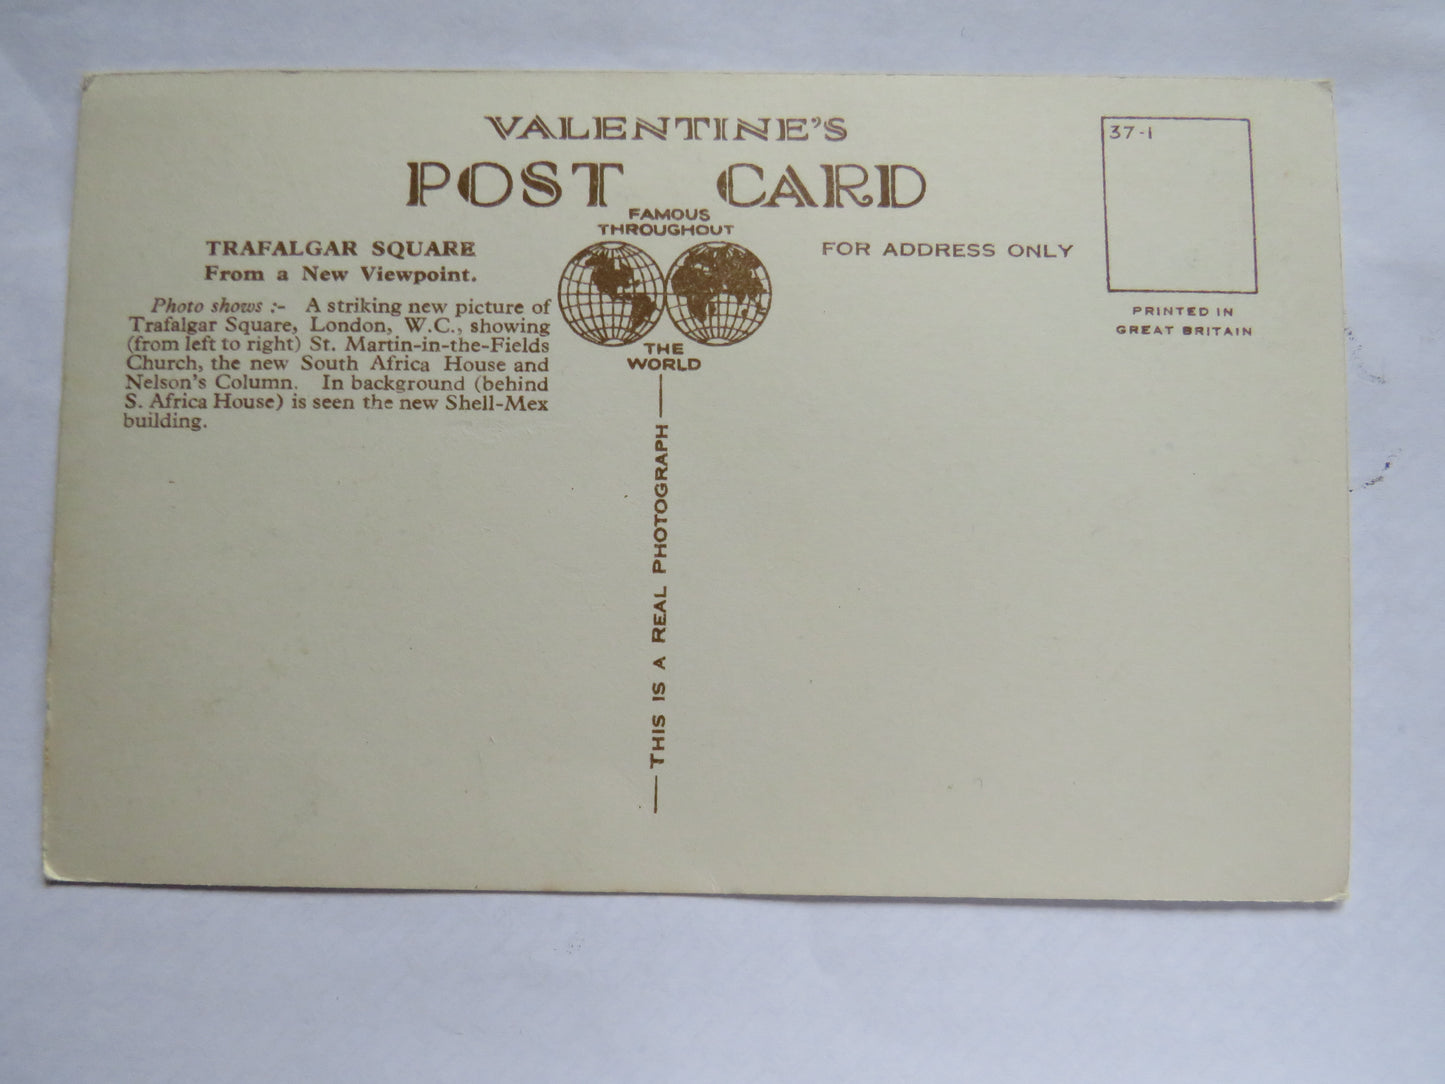 VALENTINE'S
POST CARD
FAMOUS
THROUGHOUT
THE
WORLD
TRAFALGAR SQUARE
From a New Viewpoint.
Photo shows :- A striking new picture of
Trafalgar Square, London, W.C., showing
(from left to right) St. Martin-in-the-Fields
Church, the new South Africa House and
Nelson's Column. In background (behind
S. Africa House) is seen the new Shell-Mex
building.
THIS IS A REAL PHOTOGRAPH
FOR ADDRESS ONLY
37-1
PRINTED IN
GREAT BRITAIN